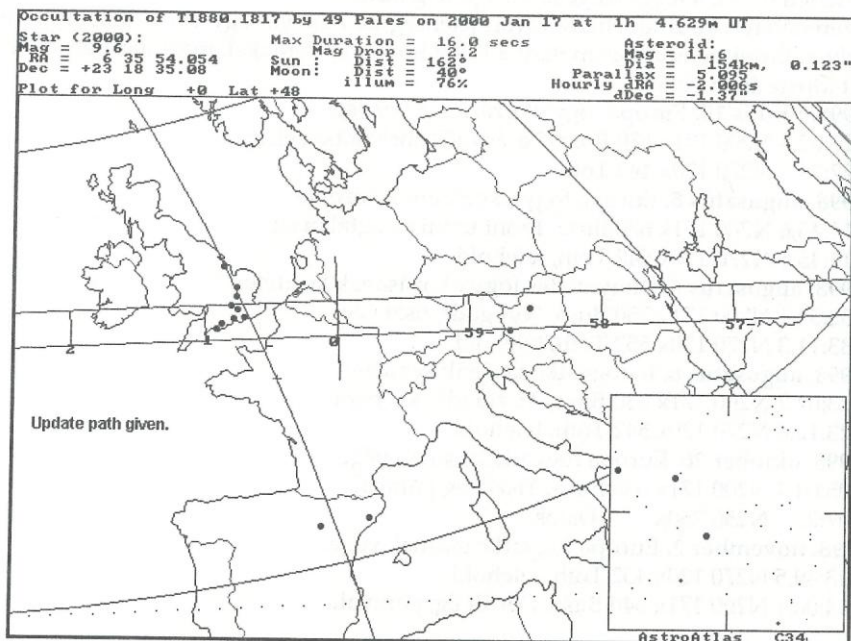 Occultation of T1880.1817 by 49 Pales on 2000 Jan 17 at 1h 4.629m UT
Star (2000): Max Duration = 16.0 secs Asteroid:
Mag = 9.6 Mag Drop = 2.2 Mag = 11.6
RA = 6 35 54.054 Sun : Dist = 162° Dia = 154km, 0.123"
Dec = +23 18 35.08 Moon: Dist = 40° Parallax = 5.095
illum = 76% Hourly dRA = -2.006s
Plot for Long +0 Lat +48 dDec = -1.37"
2 1 0 59 58 57
Update path given.
AstroAtlas C34